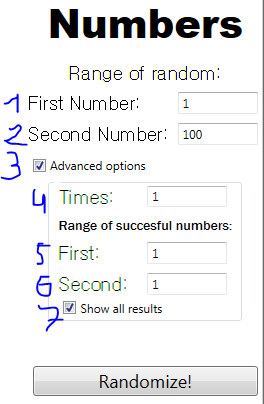 Numbers
Range of random:
1 First Number: 1
2 Second Number: 100
3 Advanced options
4 Times: 1
Range of succesful numbers:
5 First: 1
6 Second: 1
7 Show all results
Randomize!